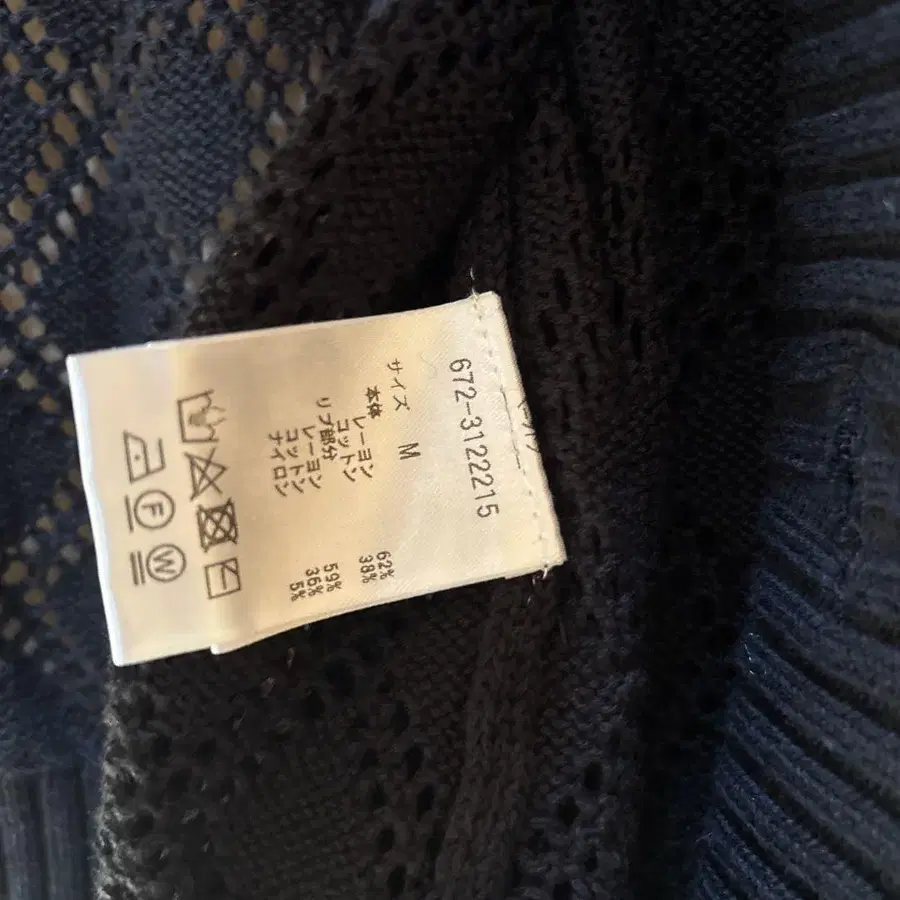 672-3122215
サイズ M
本体
レーヨン 62%
コットン 38%
リブ部分
レーヨン 59%
コットン 36%
ナイロン 5%
F
W